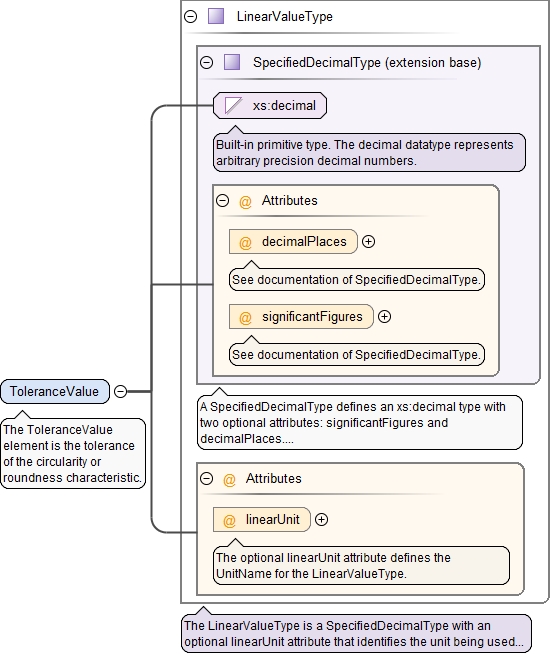 LinearValueType
SpecifiedDecimalType (extension base)
xs:decimal
Built-in primitive type. The decimal datatype represents
arbitrary precision decimal numbers.
@ Attributes
@ decimalPlaces
See documentation of SpecifiedDecimalType.
@ significantFigures
See documentation of SpecifiedDecimalType.
ToleranceValue
The ToleranceValue
element is the tolerance
of the circularity or
roundness characteristic.
A SpecifiedDecimalType defines an xs:decimal type with
two optional attributes: significantFigures and
decimalPlaces....
@ Attributes
@ linearUnit
The optional linearUnit attribute defines the
UnitName for the LinearValueType.
The LinearValueType is a SpecifiedDecimalType with an
optional linearUnit attribute that identifies the unit being used...